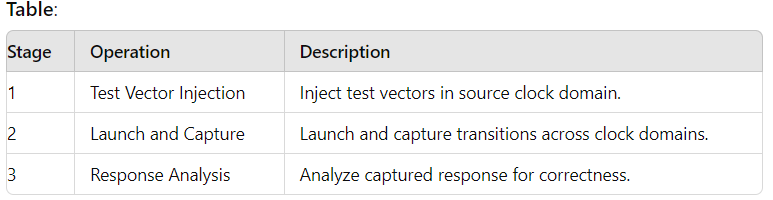 Table:
Stage Operation Description
1 Test Vector Injection Inject test vectors in source clock domain.
2 Launch and Capture Launch and capture transitions across clock domains.
3 Response Analysis Analyze captured response for correctness.